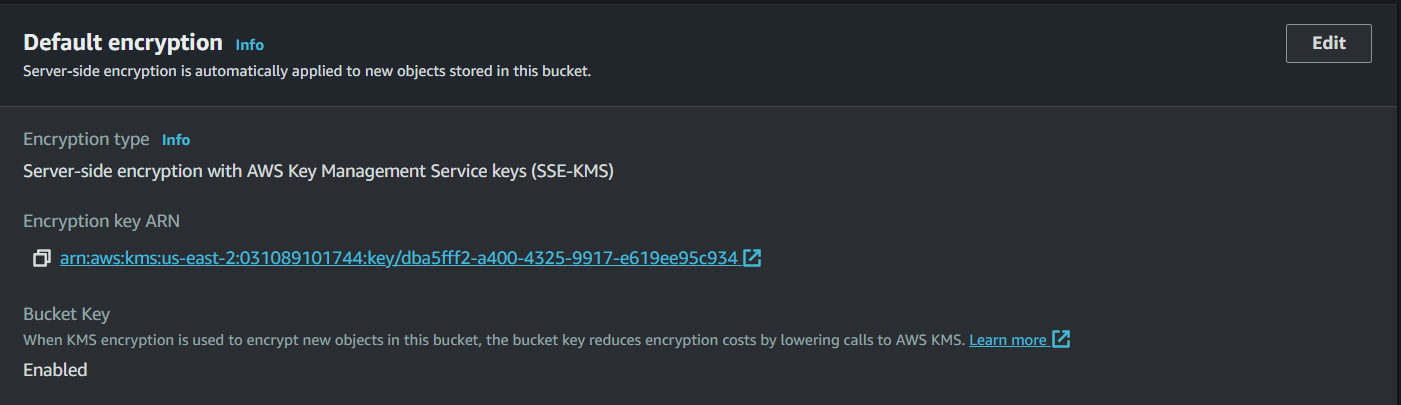 Default encryption Info
Edit
Server-side encryption is automatically applied to new objects stored in this bucket.
Encryption type Info
Server-side encryption with AWS Key Management Service keys (SSE-KMS)
Encryption key ARN
arn:aws:kms:us-east-2:031089101744:key/dba5fff2-a400-4325-9917-e619ee95c934
Bucket Key
When KMS encryption is used to encrypt new objects in this bucket, the bucket key reduces encryption costs by lowering calls to AWS KMS. Learn more
Enabled